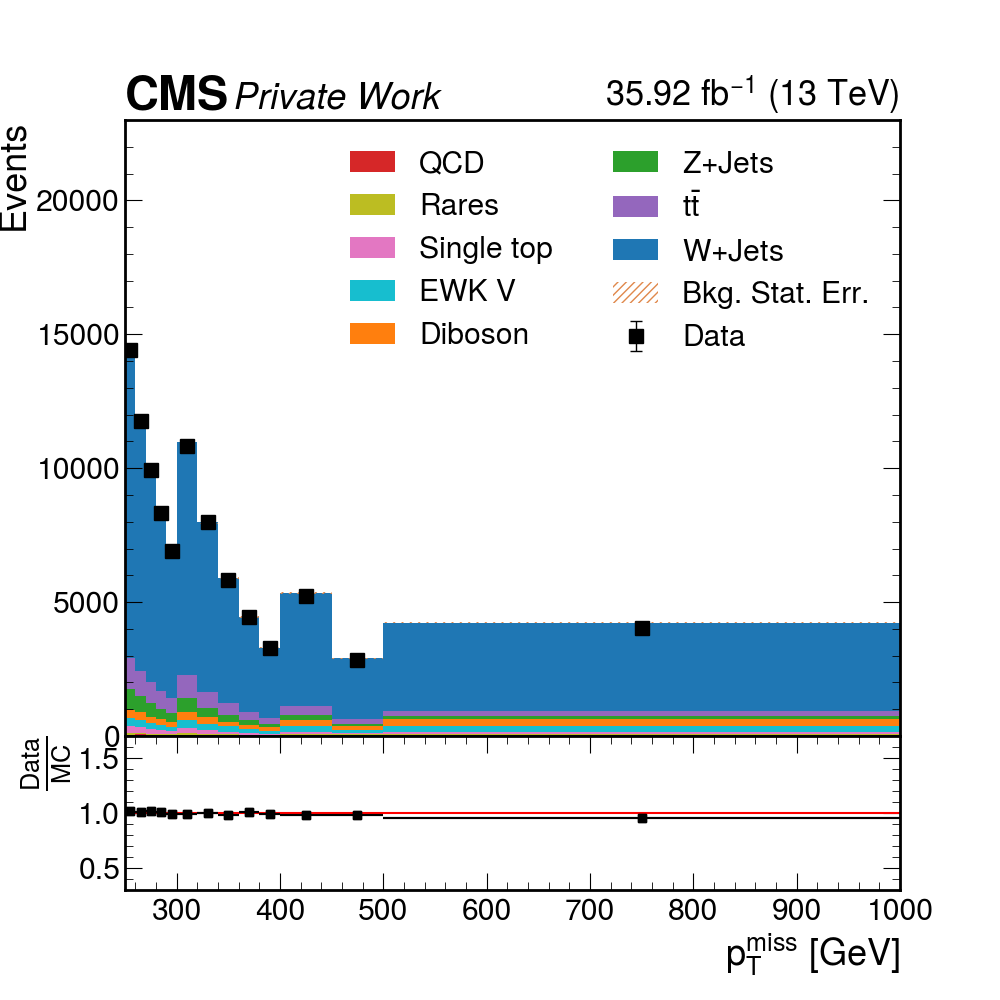 CMS Private Work 35.92 fb⁻¹ (13 TeV)
Events
20000
15000
10000
5000
0
QCD
Rares
Single top
EWK V
Diboson
Z+Jets
tt̄
W+Jets
Bkg. Stat. Err.
Data
Data
MC
1.5
1.0
0.5
300 400 500 600 700 800 900 1000
p_T^miss [GeV]